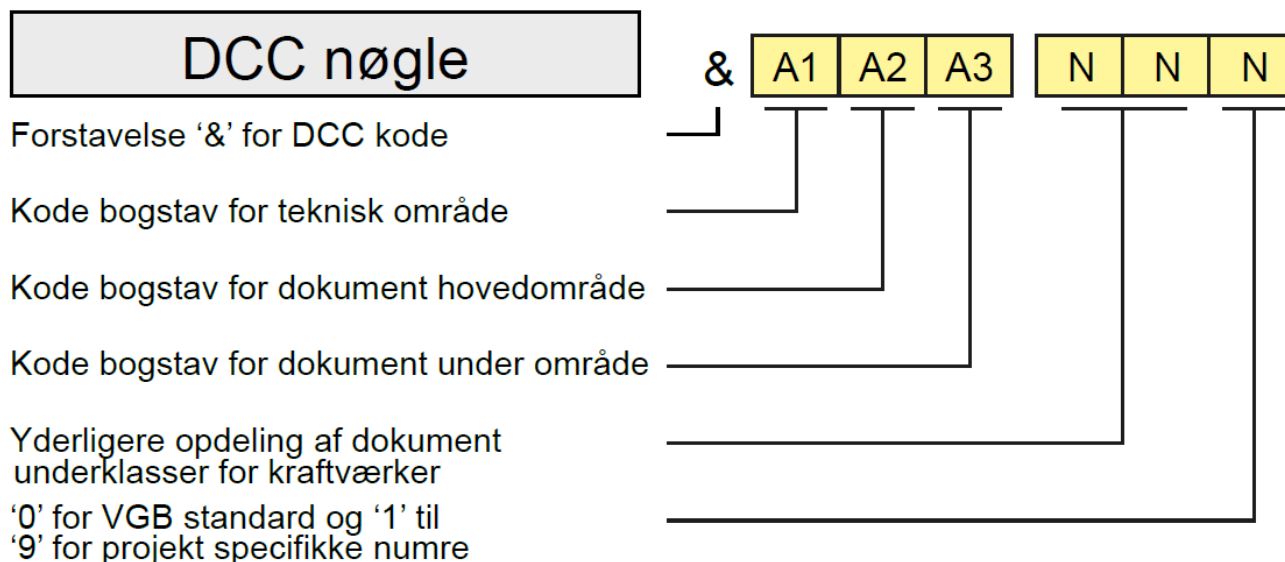 DCC nøgle
& A1 A2 A3 N N N
Forstavelse ‘&’ for DCC kode
Kode bogstav for teknisk område
Kode bogstav for dokument hovedområde
Kode bogstav for dokument under område
Yderligere opdeling af dokument
underklasser for kraftværker
‘0’ for VGB standard og ‘1’ til
‘9’ for projekt specifikke numre